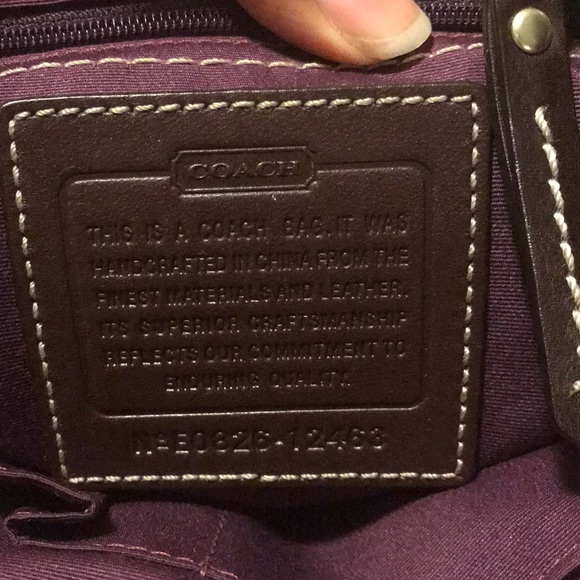 COACH
THIS IS A COACH BAG. IT WAS
HANDCRAFTED IN CHINA FROM THE
FINEST MATERIALS AND LEATHER.
ITS SUPERIOR CRAFTSMANSHIP
REFLECTS OUR COMMITMENT TO
ENDURING QUALITY.
Nº E0826-12463